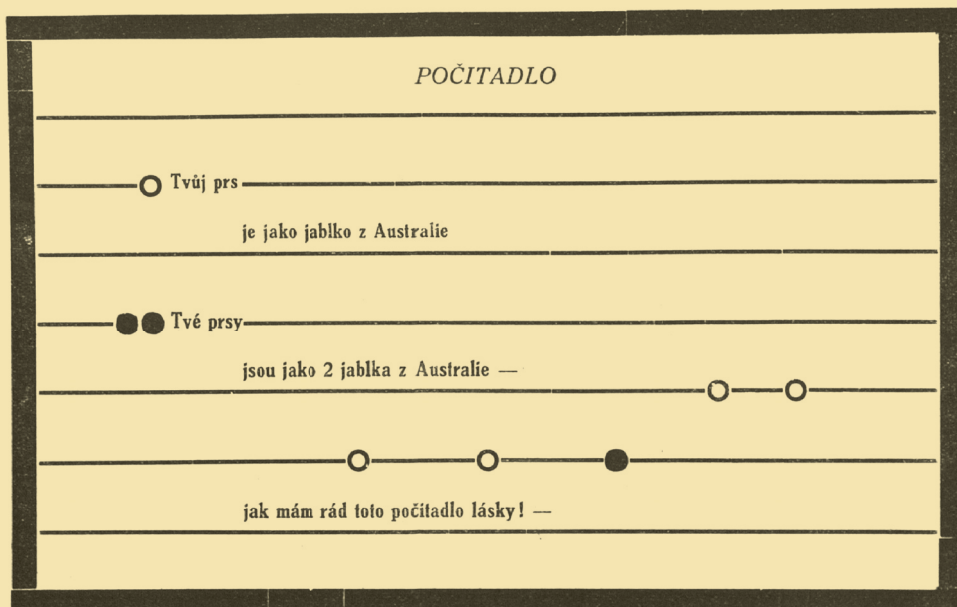 POČITADLO
Tvůj prs
je jako jablko z Australie
Tvé prsy
jsou jako 2 jablka z Australie —
jak mám rád toto počitadlo lásky! —